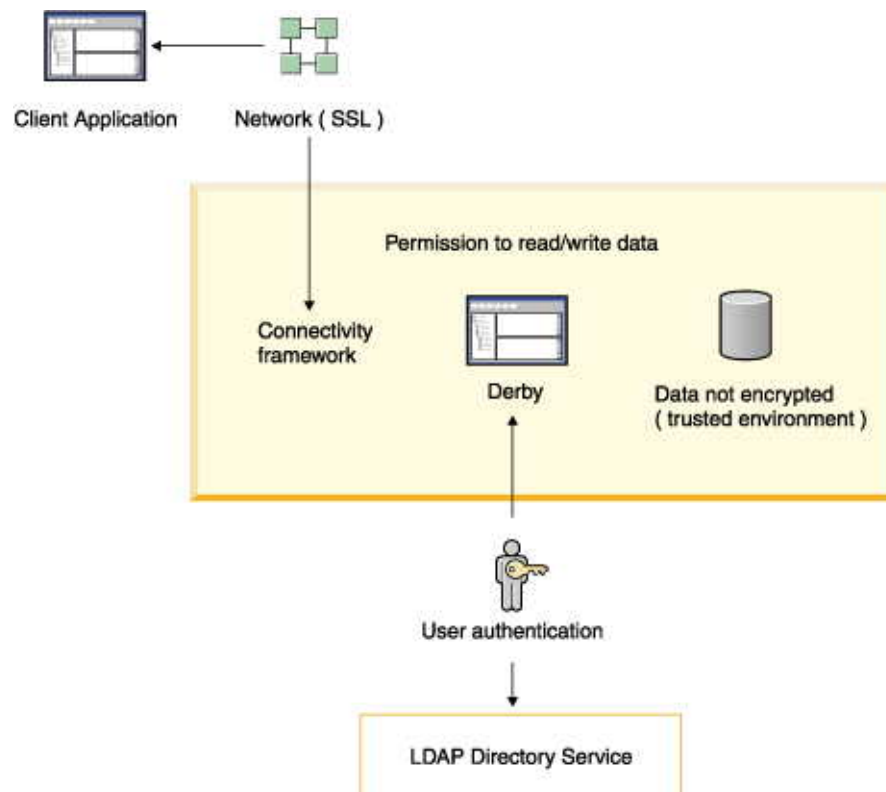 Client Application
Network ( SSL )
Permission to read/write data
Connectivity
framework
Derby
Data not encrypted
( trusted environment )
User authentication
LDAP Directory Service